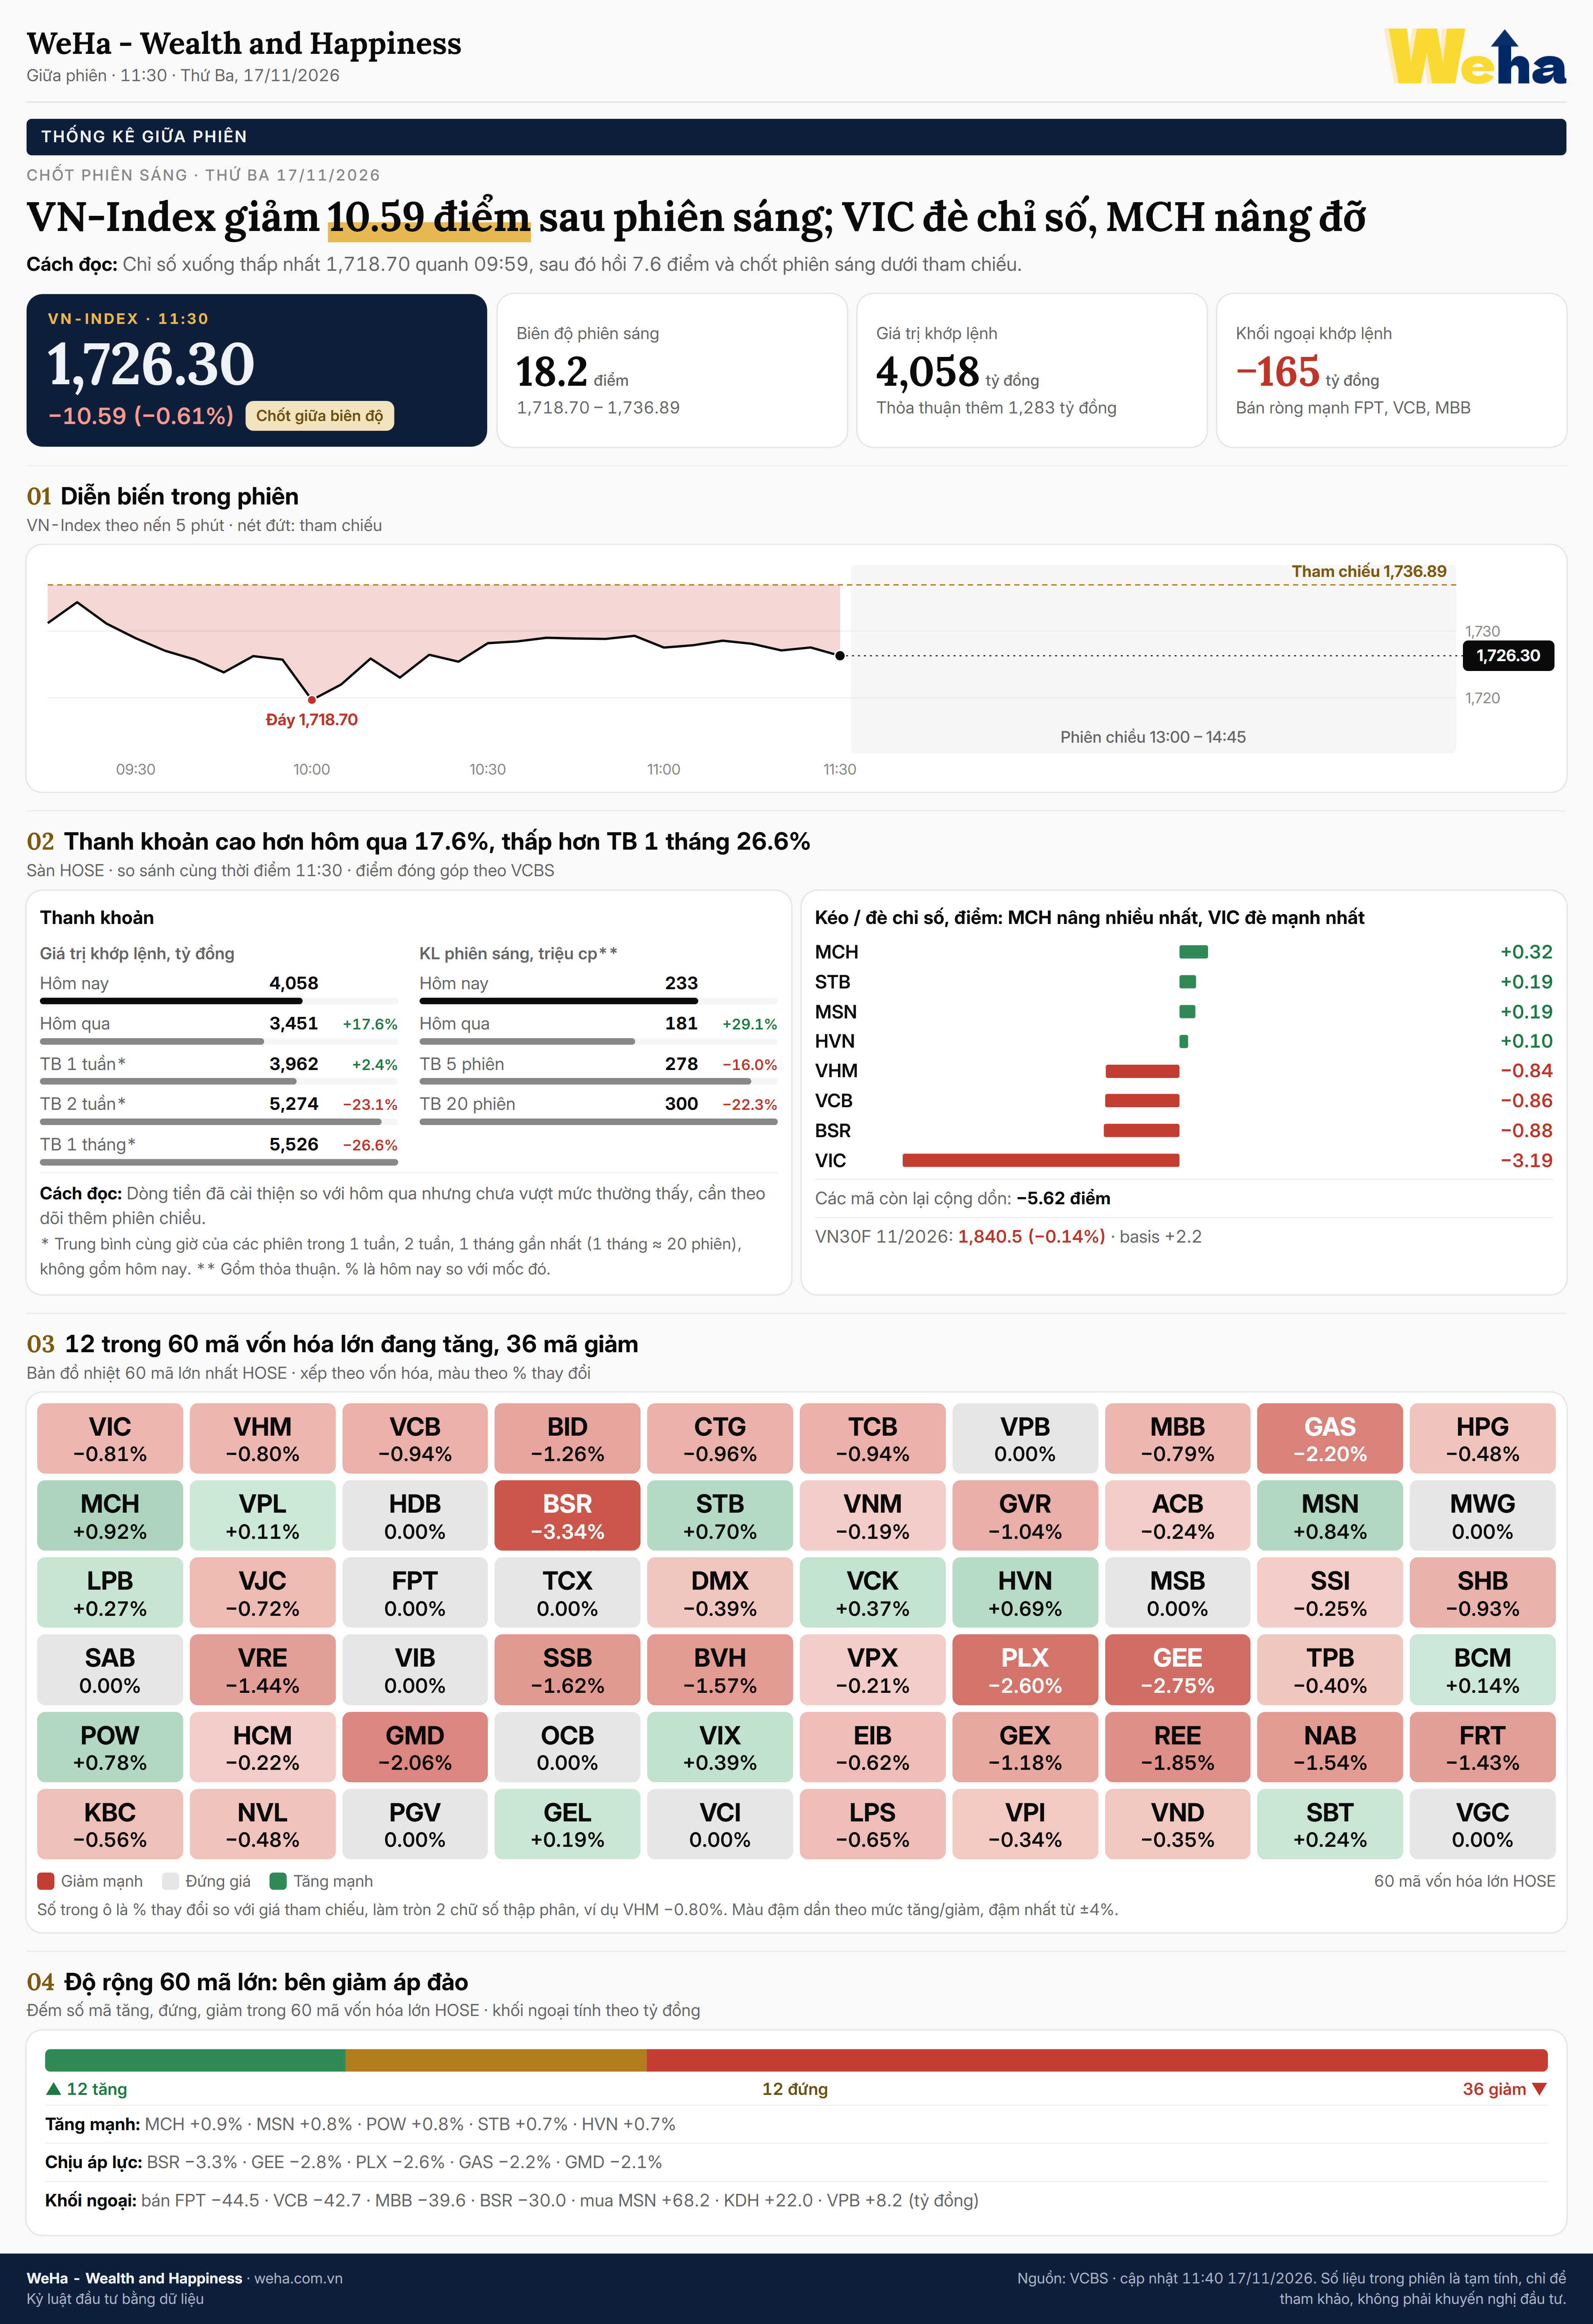 WeHa - Wealth and Happiness
Giữa phiên · 11:30 · Thứ Ba, 17/11/2026
Weha
THỐNG KÊ GIỮA PHIÊN
CHỐT PHIÊN SÁNG · THỨ BA 17/11/2026
VN-Index giảm 10.59 điểm sau phiên sáng; VIC đè chỉ số, MCH nâng đỡ
Cách đọc: Chỉ số xuống thấp nhất 1,718.70 quanh 09:59, sau đó hồi 7.6 điểm và chốt phiên sáng dưới tham chiếu.
VN-INDEX · 11:30
1,726.30
−10.59 (−0.61%) Chốt giữa biên độ
Biên độ phiên sáng
18.2 điểm
1,718.70 – 1,736.89
Giá trị khớp lệnh
4,058 tỷ đồng
Thỏa thuận thêm 1,283 tỷ đồng
Khối ngoại khớp lệnh
−165 tỷ đồng
Bán ròng mạnh FPT, VCB, MBB
01 Diễn biến trong phiên
VN-Index theo nến 5 phút · nét đứt: tham chiếu
Tham chiếu 1,736.89
1,730
1,726.30
1,720
Đáy 1,718.70
Phiên chiều 13:00 – 14:45
09:30 10:00 10:30 11:00 11:30
02 Thanh khoản cao hơn hôm qua 17.6%, thấp hơn TB 1 tháng 26.6%
Sàn HOSE · so sánh cùng thời điểm 11:30 · điểm đóng góp theo VCBS
Thanh khoản
Giá trị khớp lệnh, tỷ đồng
Hôm nay 4,058
Hôm qua 3,451 +17.6%
TB 1 tuần* 3,962 +2.4%
TB 2 tuần* 5,274 −23.1%
TB 1 tháng* 5,526 −26.6%
KL phiên sáng, triệu cp**
Hôm nay 233
Hôm qua 181 +29.1%
TB 5 phiên 278 −16.0%
TB 20 phiên 300 −22.3%
Cách đọc: Dòng tiền đã cải thiện so với hôm qua nhưng chưa vượt mức thường thấy, cần theo
dõi thêm phiên chiều.
* Trung bình cùng giờ của các phiên trong 1 tuần, 2 tuần, 1 tháng gần nhất (1 tháng ≈ 20 phiên),
không gồm hôm nay. ** Gồm thỏa thuận. % là hôm nay so với mốc đó.
Kéo / đè chỉ số, điểm: MCH nâng nhiều nhất, VIC đè mạnh nhất
MCH +0.32
STB +0.19
MSN +0.19
HVN +0.10
VHM −0.84
VCB −0.86
BSR −0.88
VIC −3.19
Các mã còn lại cộng dồn: −5.62 điểm
VN30F 11/2026: 1,840.5 (−0.14%) · basis +2.2
03 12 trong 60 mã vốn hóa lớn đang tăng, 36 mã giảm
Bản đồ nhiệt 60 mã lớn nhất HOSE · xếp theo vốn hóa, màu theo % thay đổi
VIC VHM VCB BID CTG TCB VPB MBB GAS HPG
−0.81% −0.80% −0.94% −1.26% −0.96% −0.94% 0.00% −0.79% −2.20% −0.48%
MCH VPL HDB BSR STB VNM GVR ACB MSN MWG
+0.92% +0.11% 0.00% −3.34% +0.70% −0.19% −1.04% −0.24% +0.84% 0.00%
LPB VJC FPT TCX DMX VCK HVN MSB SSI SHB
+0.27% −0.72% 0.00% 0.00% −0.39% +0.37% +0.69% 0.00% −0.25% −0.93%
SAB VRE VIB SSB BVH VPX PLX GEE TPB BCM
0.00% −1.44% 0.00% −1.62% −1.57% −0.21% −2.60% −2.75% −0.40% +0.14%
POW HCM GMD OCB VIX EIB GEX REE NAB FRT
+0.78% −0.22% −2.06% 0.00% +0.39% −0.62% −1.18% −1.85% −1.54% −1.43%
KBC NVL PGV GEL VCI LPS VPI VND SBT VGC
−0.56% −0.48% 0.00% +0.19% 0.00% −0.65% −0.34% −0.35% +0.24% 0.00%
Giảm mạnh Đứng giá Tăng mạnh 60 mã vốn hóa lớn HOSE
Số trong ô là % thay đổi so với giá tham chiếu, làm tròn 2 chữ số thập phân, ví dụ VHM −0.80%. Màu đậm dần theo mức tăng/giảm, đậm nhất từ ±4%.
04 Độ rộng 60 mã lớn: bên giảm áp đảo
Đếm số mã tăng, đứng, giảm trong 60 mã vốn hóa lớn HOSE · khối ngoại tính theo tỷ đồng
▲ 12 tăng 12 đứng 36 giảm ▼
Tăng mạnh: MCH +0.9% · MSN +0.8% · POW +0.8% · STB +0.7% · HVN +0.7%
Chịu áp lực: BSR −3.3% · GEE −2.8% · PLX −2.6% · GAS −2.2% · GMD −2.1%
Khối ngoại: bán FPT −44.5 · VCB −42.7 · MBB −39.6 · BSR −30.0 · mua MSN +68.2 · KDH +22.0 · VPB +8.2 (tỷ đồng)
WeHa - Wealth and Happiness · weha.com.vn
Kỷ luật đầu tư bằng dữ liệu
Nguồn: VCBS · cập nhật 11:40 17/11/2026. Số liệu trong phiên là tạm tính, chỉ để
tham khảo, không phải khuyến nghị đầu tư.